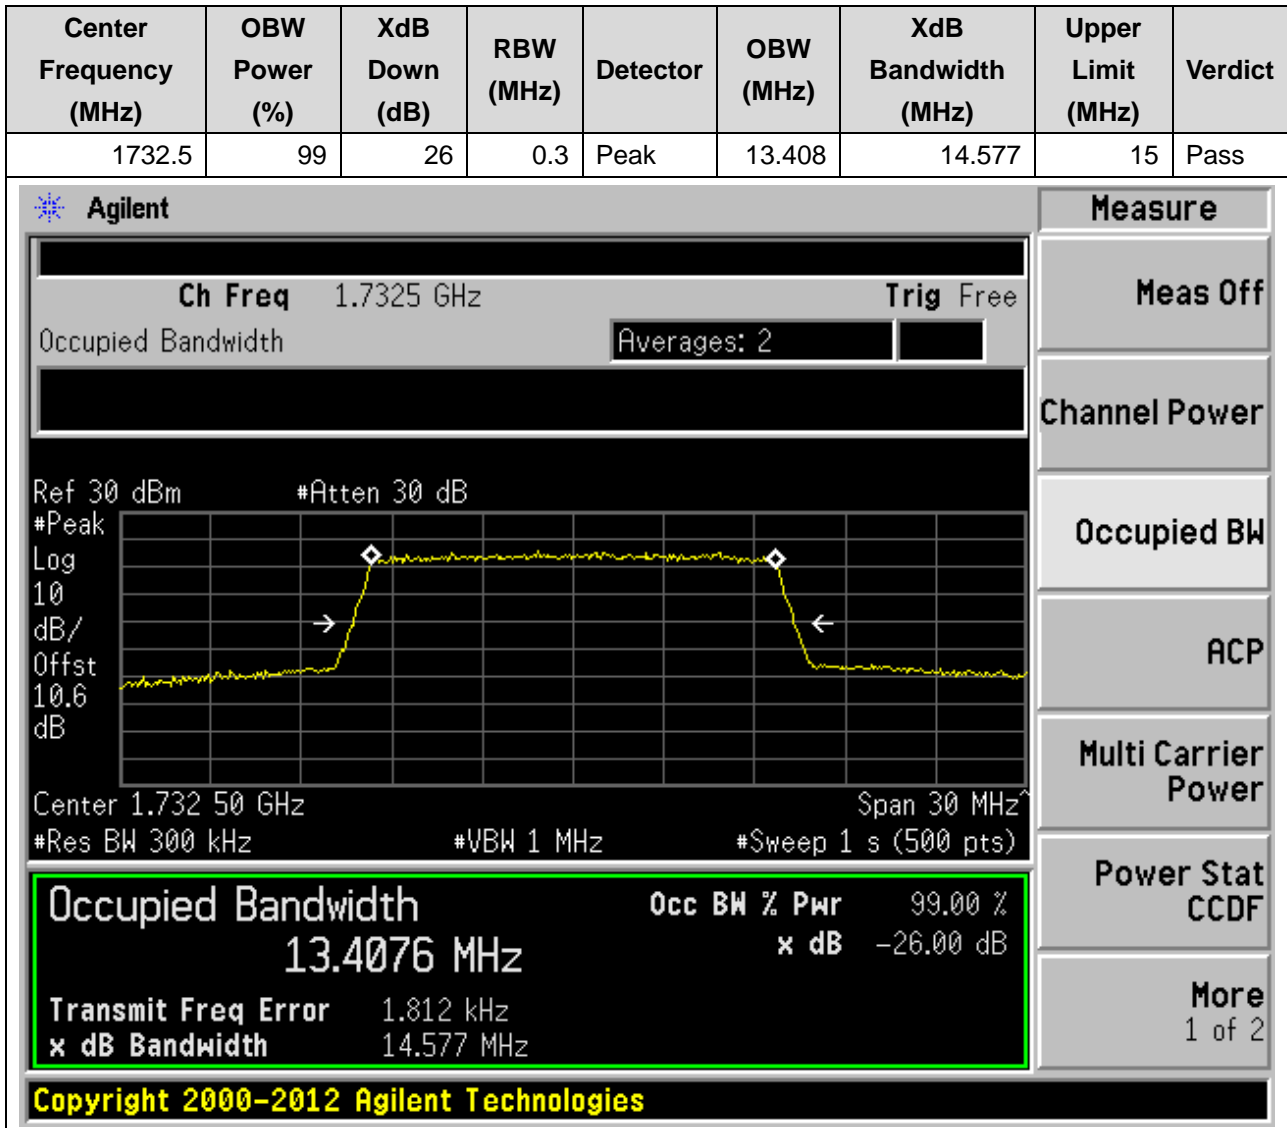 Center Frequency (MHz) OBW Power (%) XdB Down (dB) RBW (MHz) Detector OBW (MHz) XdB Bandwidth (MHz) Upper Limit (MHz) Verdict
1732.5 99 26 0.3 Peak 13.408 14.577 15 Pass
Agilent
Ch Freq 1.7325 GHz Trig Free
Occupied Bandwidth Averages: 2
Ref 30 dBm #Atten 30 dB
#Peak
Log
10
dB/
Offst
10.6
dB
Center 1.732 50 GHz Span 30 MHz^
#Res BW 300 kHz #VBW 1 MHz #Sweep 1 s (500 pts)
Occupied Bandwidth Occ BW % Pwr 99.00 %
13.4076 MHz x dB -26.00 dB
Transmit Freq Error 1.812 kHz
x dB Bandwidth 14.577 MHz
Measure
Meas Off
Channel Power
Occupied BW
ACP
Multi Carrier
Power
Power Stat
CCDF
More
1 of 2
Copyright 2000-2012 Agilent Technologies